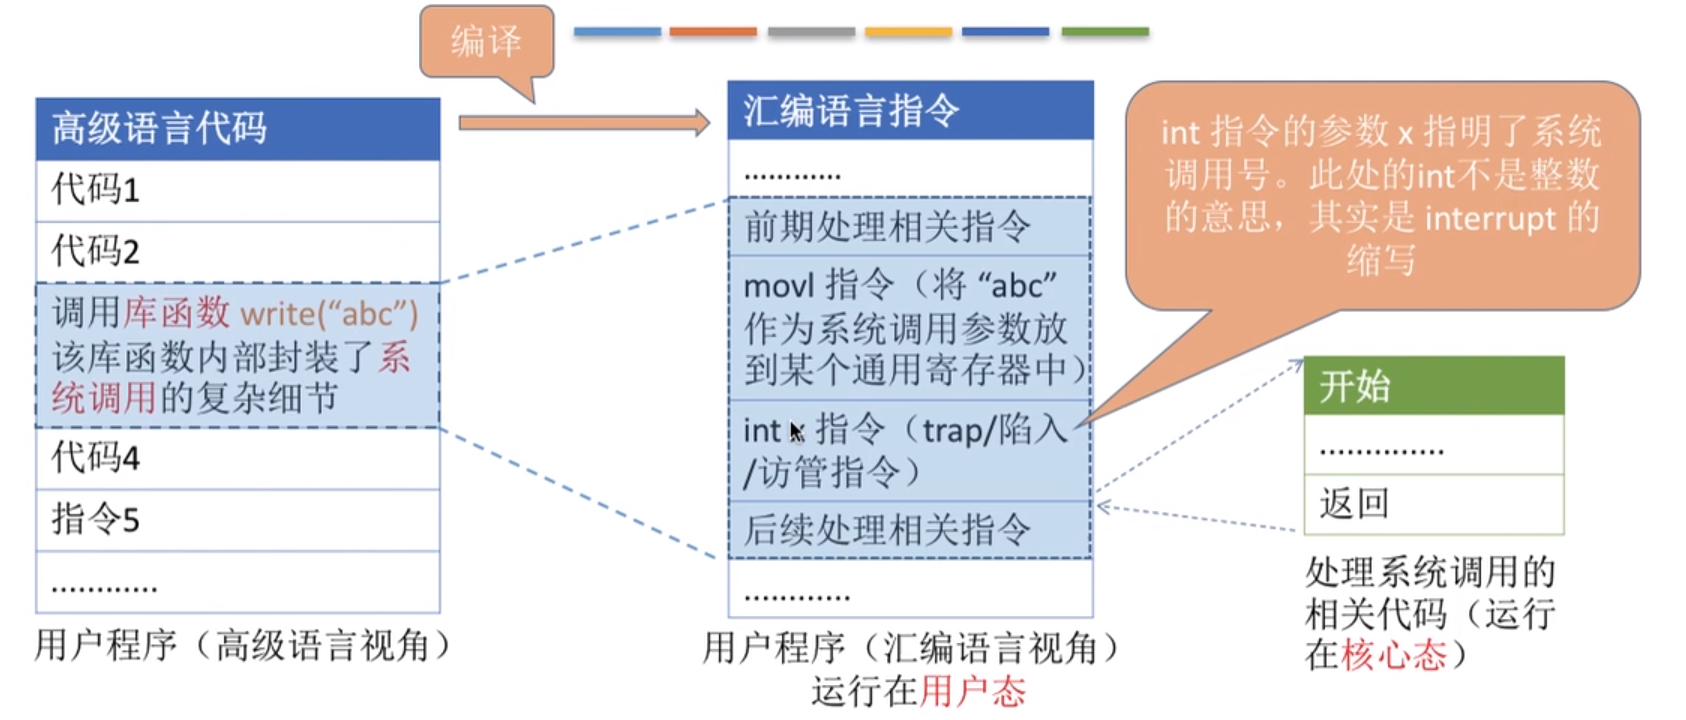 编译
高级语言代码
代码1
代码2
调用库函数 write(“abc”)
该库函数内部封装了系
统调用的复杂细节
代码4
指令5
…………
用户程序（高级语言视角）
汇编语言指令
…………
前期处理相关指令
movl 指令（将 “abc”
作为系统调用参数放
到某个通用寄存器中）
int x 指令（trap/陷入
/访管指令）
后续处理相关指令
…………
用户程序（汇编语言视角）
运行在用户态
int 指令的参数 x 指明了系统
调用号。此处的int不是整数
的意思，其实是 interrupt 的
缩写
开始
…………..
返回
处理系统调用的
相关代码（运行
在核心态）